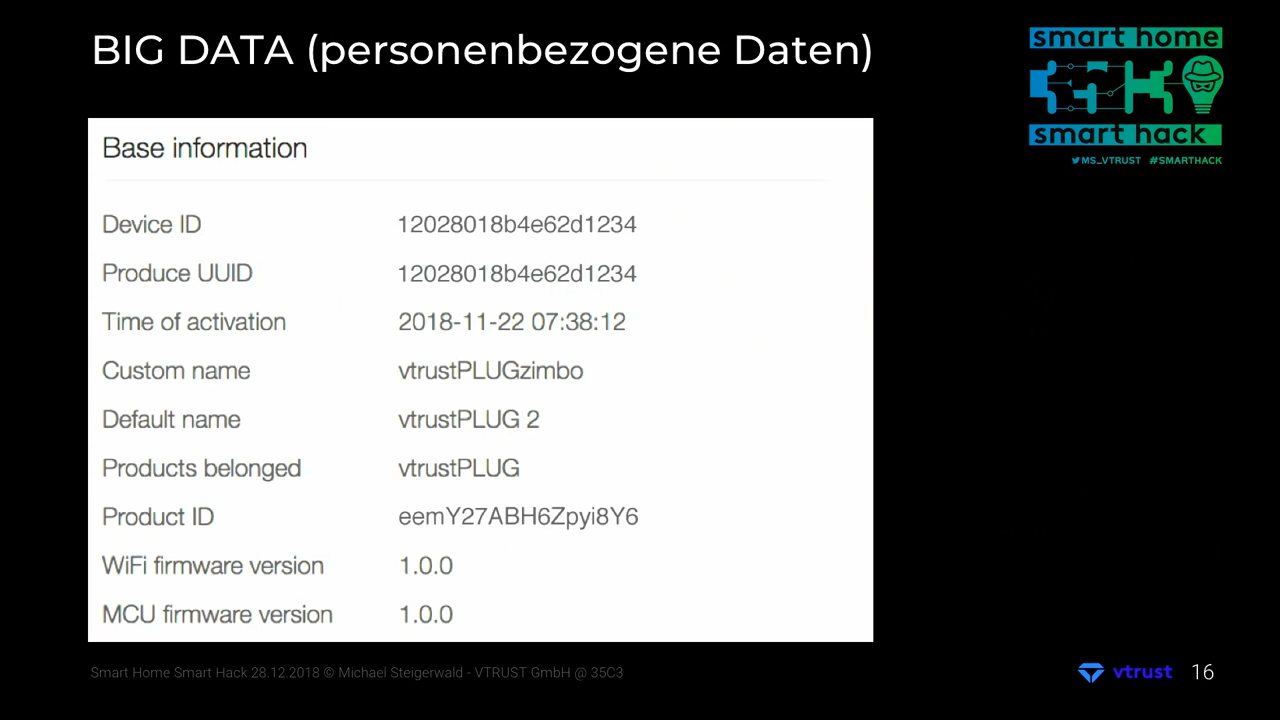 BIG DATA (personenbezogene Daten)
smart home
35C3
smart hack
MS_VTRUST #SMARTHACK
Base information
Device ID 12028018b4e62d1234
Produce UUID 12028018b4e62d1234
Time of activation 2018-11-22 07:38:12
Custom name vtrustPLUGzimbo
Default name vtrustPLUG 2
Products belonged vtrustPLUG
Product ID eemY27ABH6Zpyi8Y6
WiFi firmware version 1.0.0
MCU firmware version 1.0.0
Smart Home Smart Hack 28.12.2018 © Michael Steigerwald - VTRUST GmbH @ 35C3
vtrust 16